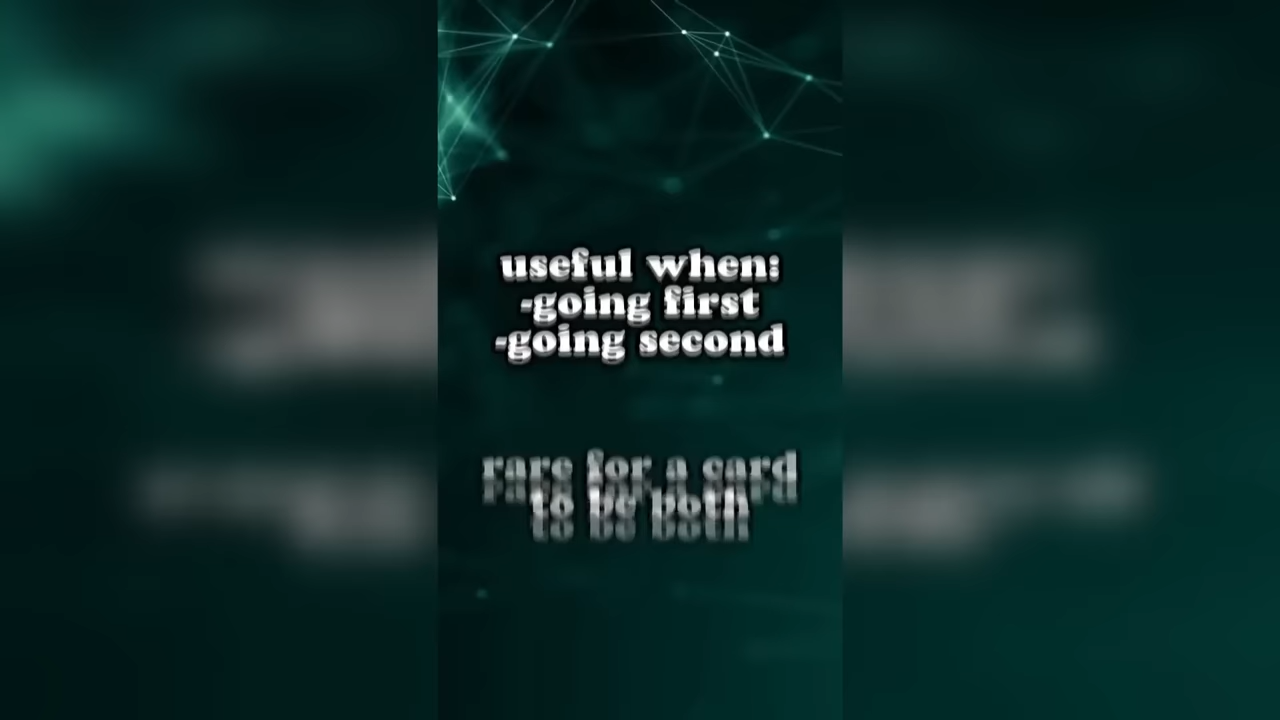 useful when:
-going first
-going second
rare for a card
to be both